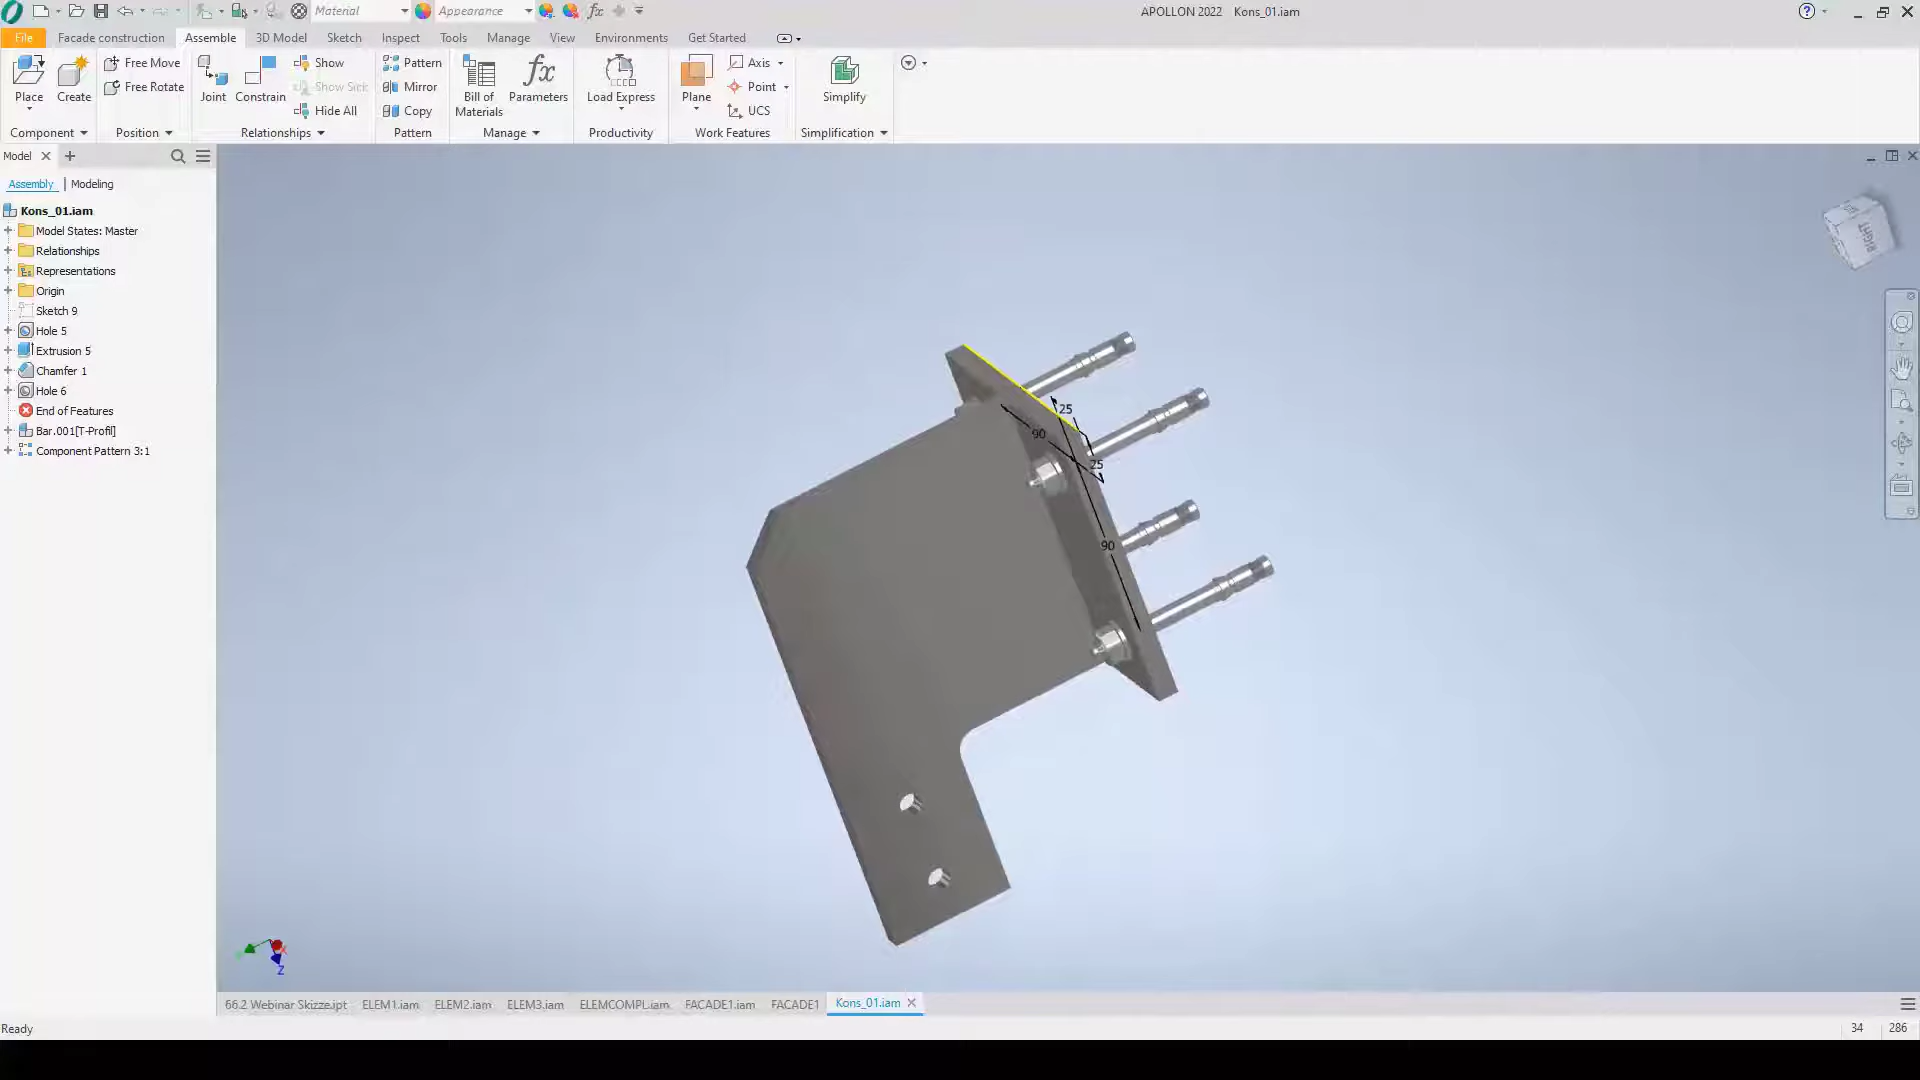 Material
Appearance
fx
APOLLON 2022 Kons_01.iam
File
Facade construction
Assemble
3D Model
Sketch
Inspect
Tools
Manage
View
Environments
Get Started
Place
Create
Free Move
Free Rotate
Joint
Constrain
Show
Show Sick
Hide All
Pattern
Mirror
Copy
Bill of
Materials
fx
Parameters
Load Express
Plane
Axis
Point
UCS
Simplify
Component
Position
Relationships
Pattern
Manage
Productivity
Work Features
Simplification
Model
Assembly | Modeling
Kons_01.iam
Model States: Master
Relationships
Representations
Origin
Sketch 9
Hole 5
Extrusion 5
Chamfer 1
Hole 6
End of Features
Bar.001[T-Profil]
Component Pattern 3:1
RIGHT
25
90
25
90
Z
66.2 Webinar Skizze.ipt
ELEM1.iam
ELEM2.iam
ELEM3.iam
ELEMCOMPL.iam
FACADE1.iam
FACADE1
Kons_01.iam
Ready
34
286